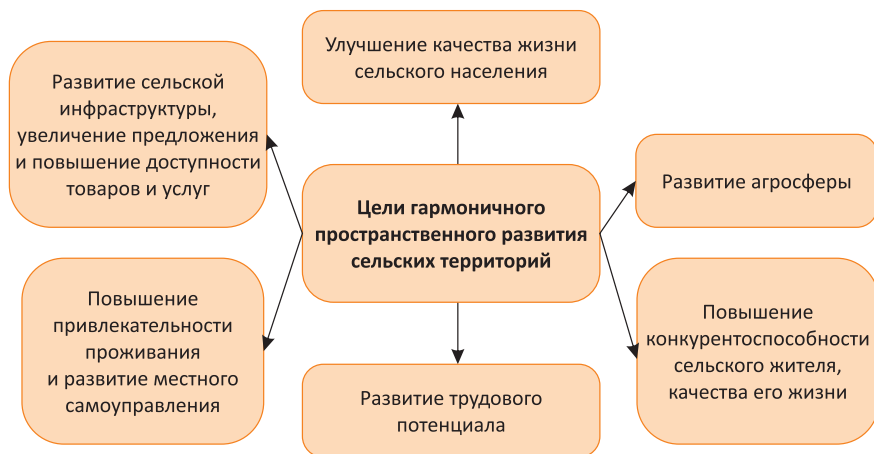 Улучшение качества жизни
сельского населения
Развитие сельской
инфраструктуры,
увеличение предложения
и повышение доступности
товаров и услуг
Развитие агросферы
Цели гармоничного
пространственного развития
сельских территорий
Повышение
привлекательности
проживания
и развитие местного
самоуправления
Повышение
конкурентоспособности
сельского жителя,
качества его жизни
Развитие трудового
потенциала